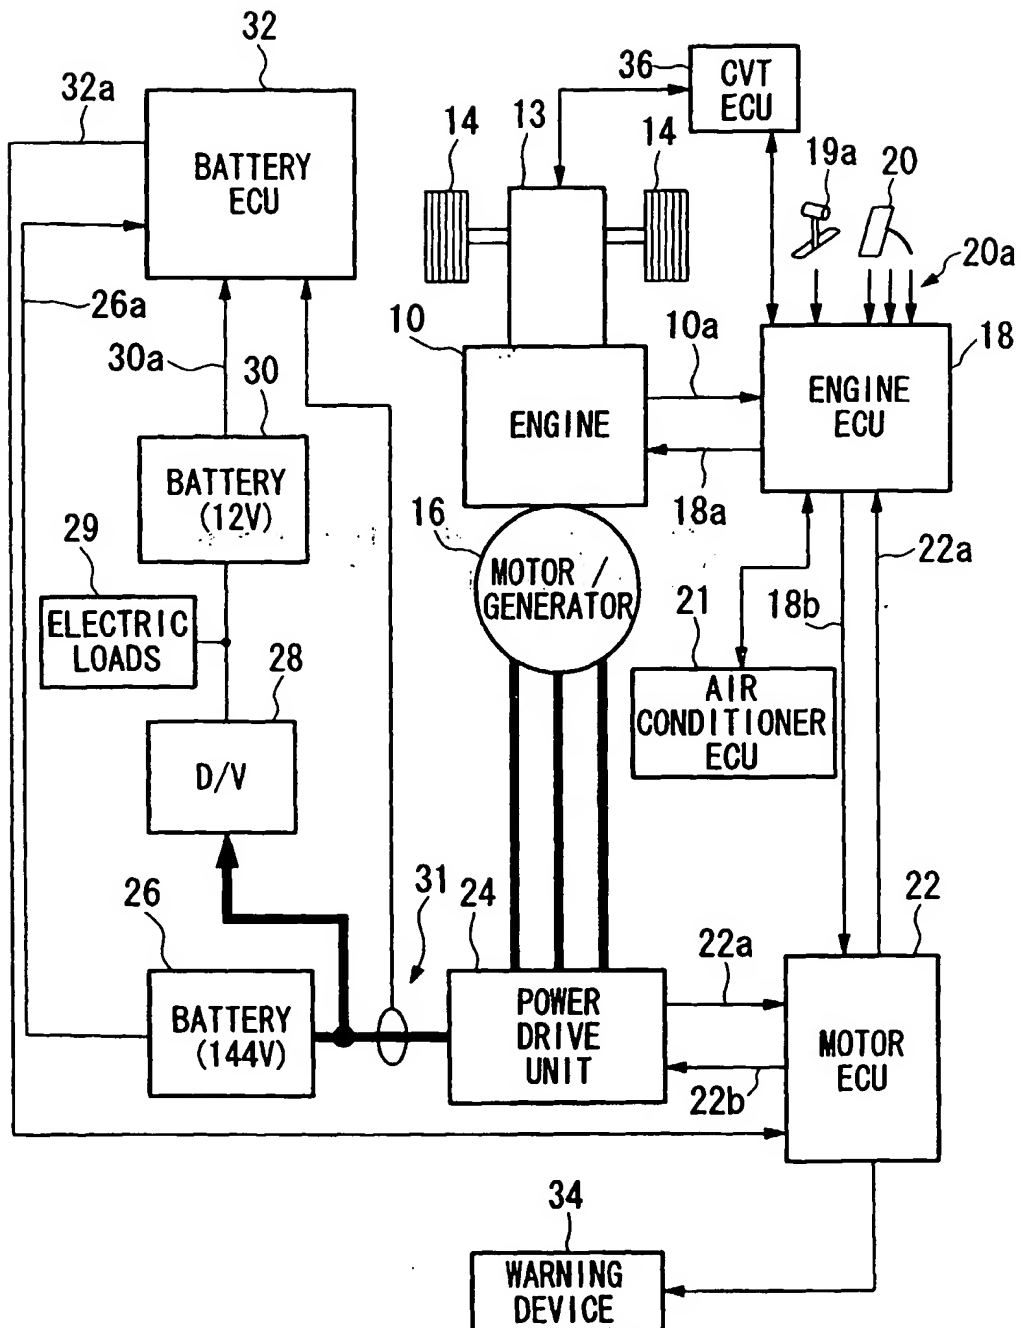 32
32a
36
CVT
ECU
14
13
14
19a
20
BATTERY
ECU
20a
26a
10
10a
18
30a
30
ENGINE
ENGINE
ECU
BATTERY
(12V)
18a
16
22a
29
MOTOR /
GENERATOR
18b
ELECTRIC
LOADS
21
28
AIR
CONDITIONER
ECU
D/V
31
26
24
22
22a
BATTERY
(144V)
POWER
DRIVE
UNIT
MOTOR
ECU
22b
34
WARNING
DEVICE